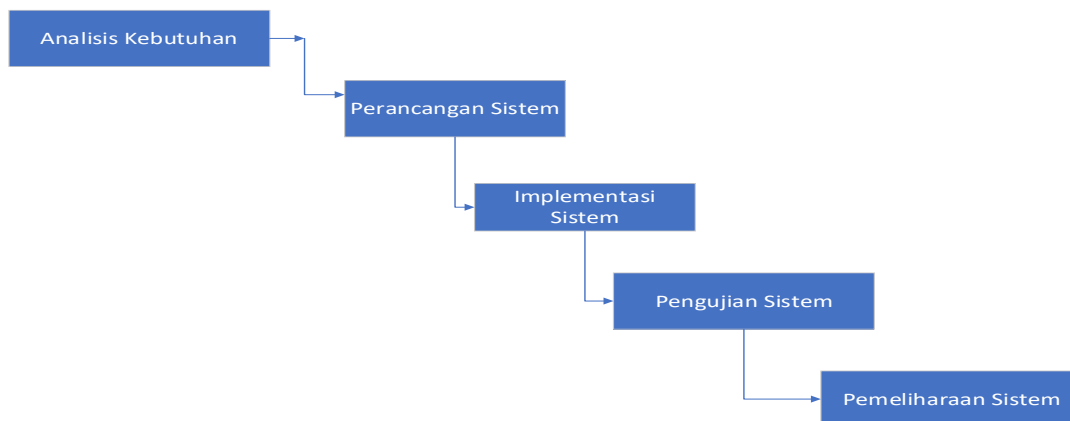 Analisis Kebutuhan
Perancangan Sistem
Implementasi
Sistem
Pengujian Sistem
Pemeliharaan Sistem